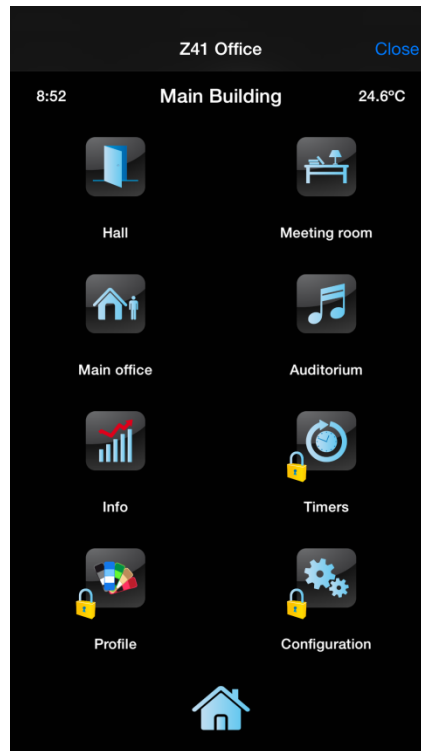 Z41 Office Close
8:52 Main Building 24.6ºC
Hall Meeting room
Main office Auditorium
Info Timers
Profile Configuration